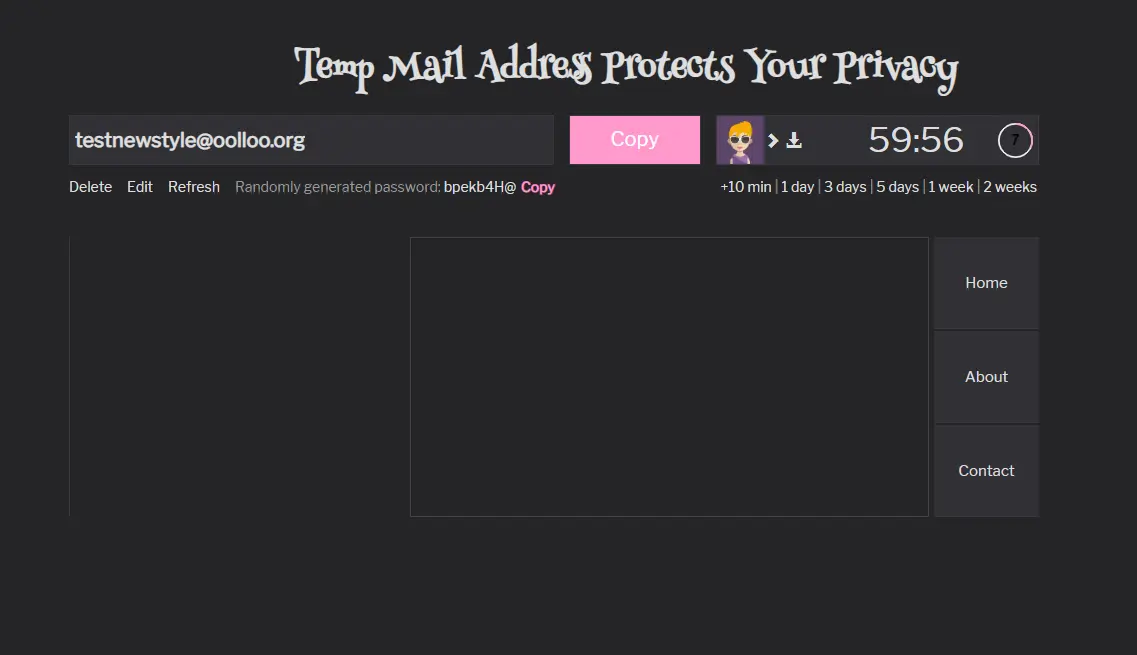 Temp Mail Address Protects Your Privacy
testnewstyle@oolloo.org
Copy
59:56
7
Delete Edit Refresh Randomly generated password: bpekb4H@ Copy
+10 min | 1 day | 3 days | 5 days | 1 week | 2 weeks
Home
About
Contact